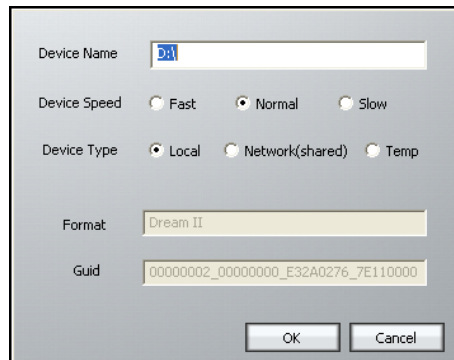 Device Name D:\
Device Speed Fast Normal Slow
Device Type Local Network(shared) Temp
Format Dream II
Guid 00000002_00000000_E32A0276_7E110000
OK Cancel